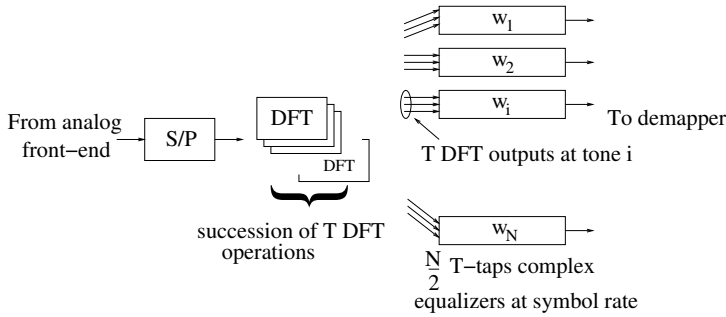 w1
w2
wi
From analog
front−end
S/P
DFT
DFT
To demapper
T DFT outputs at tone i
succession of T DFT
operations
wN
N/2 T−taps complex
equalizers at symbol rate